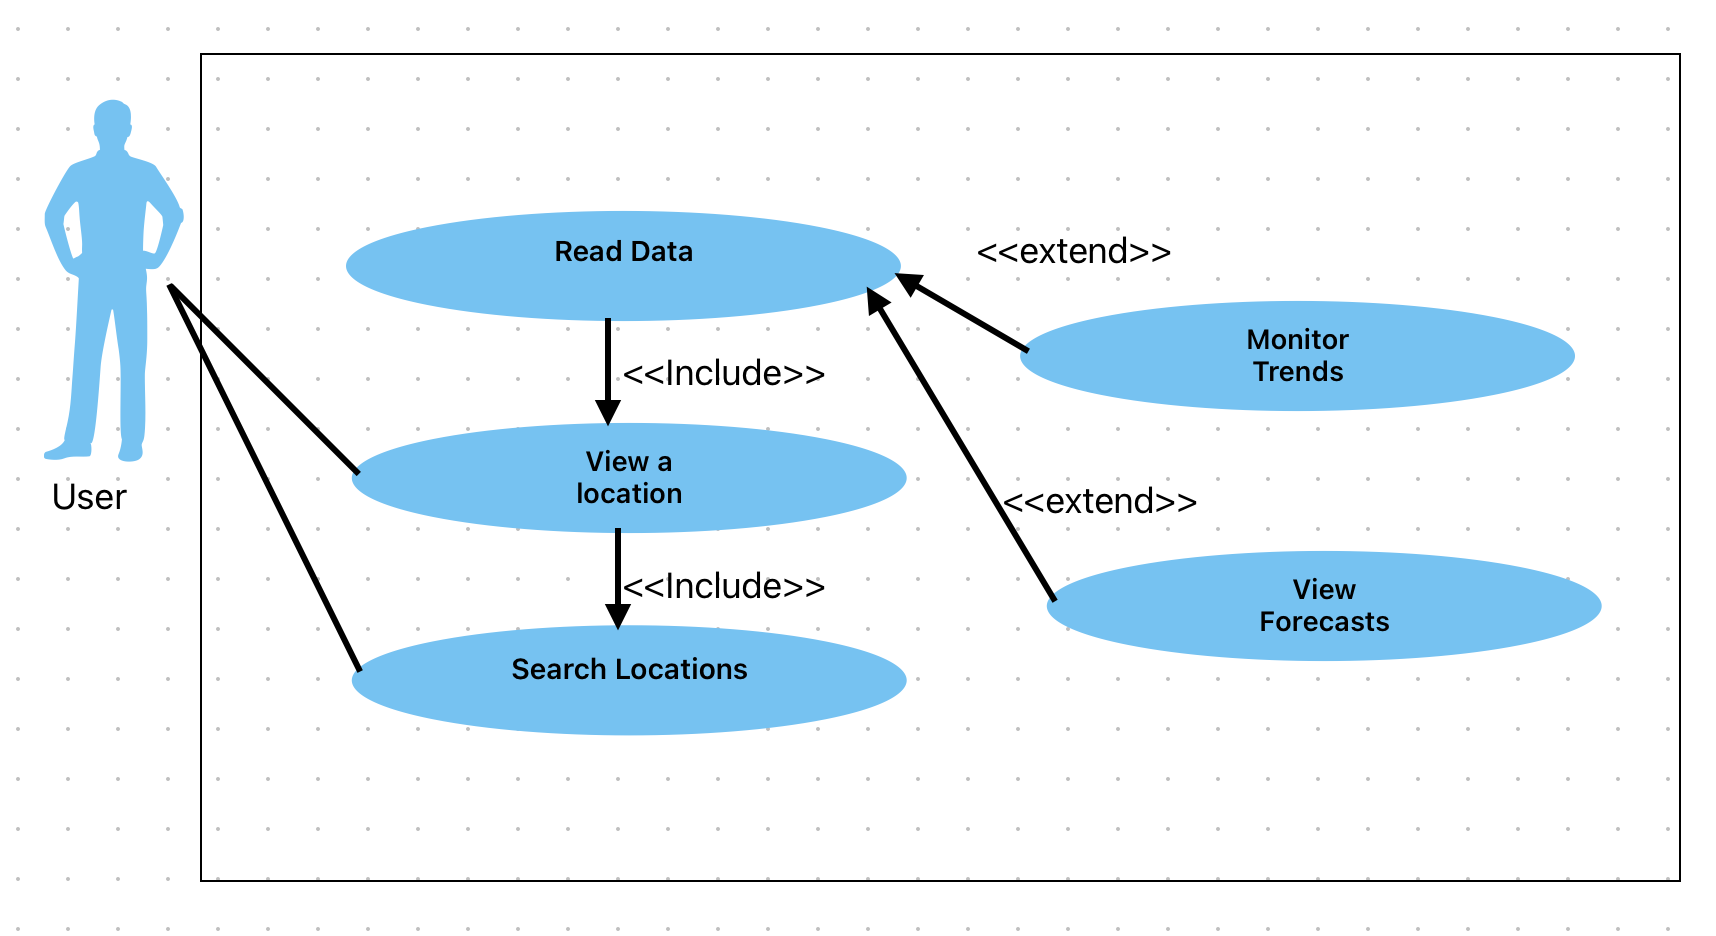 Read Data
<<extend>>
Monitor
Trends
<<Include>>
View a
location
User
<<extend>>
<<Include>>
View
Forecasts
Search Locations